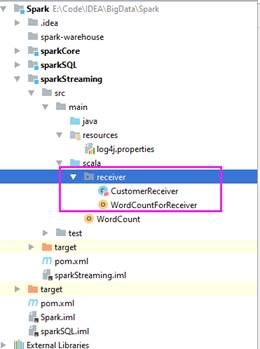 Spark E:\Code\IDEA\BigData\Spark
.idea
spark-warehouse
sparkCore
sparkSQL
sparkStreaming
src
main
java
resources
log4j.properties
scala
receiver
CustomerReceiver
WordCountForReceiver
WordCount
test
target
pom.xml
sparkStreaming.iml
target
pom.xml
Spark.iml
sparkSQL.iml
External Libraries